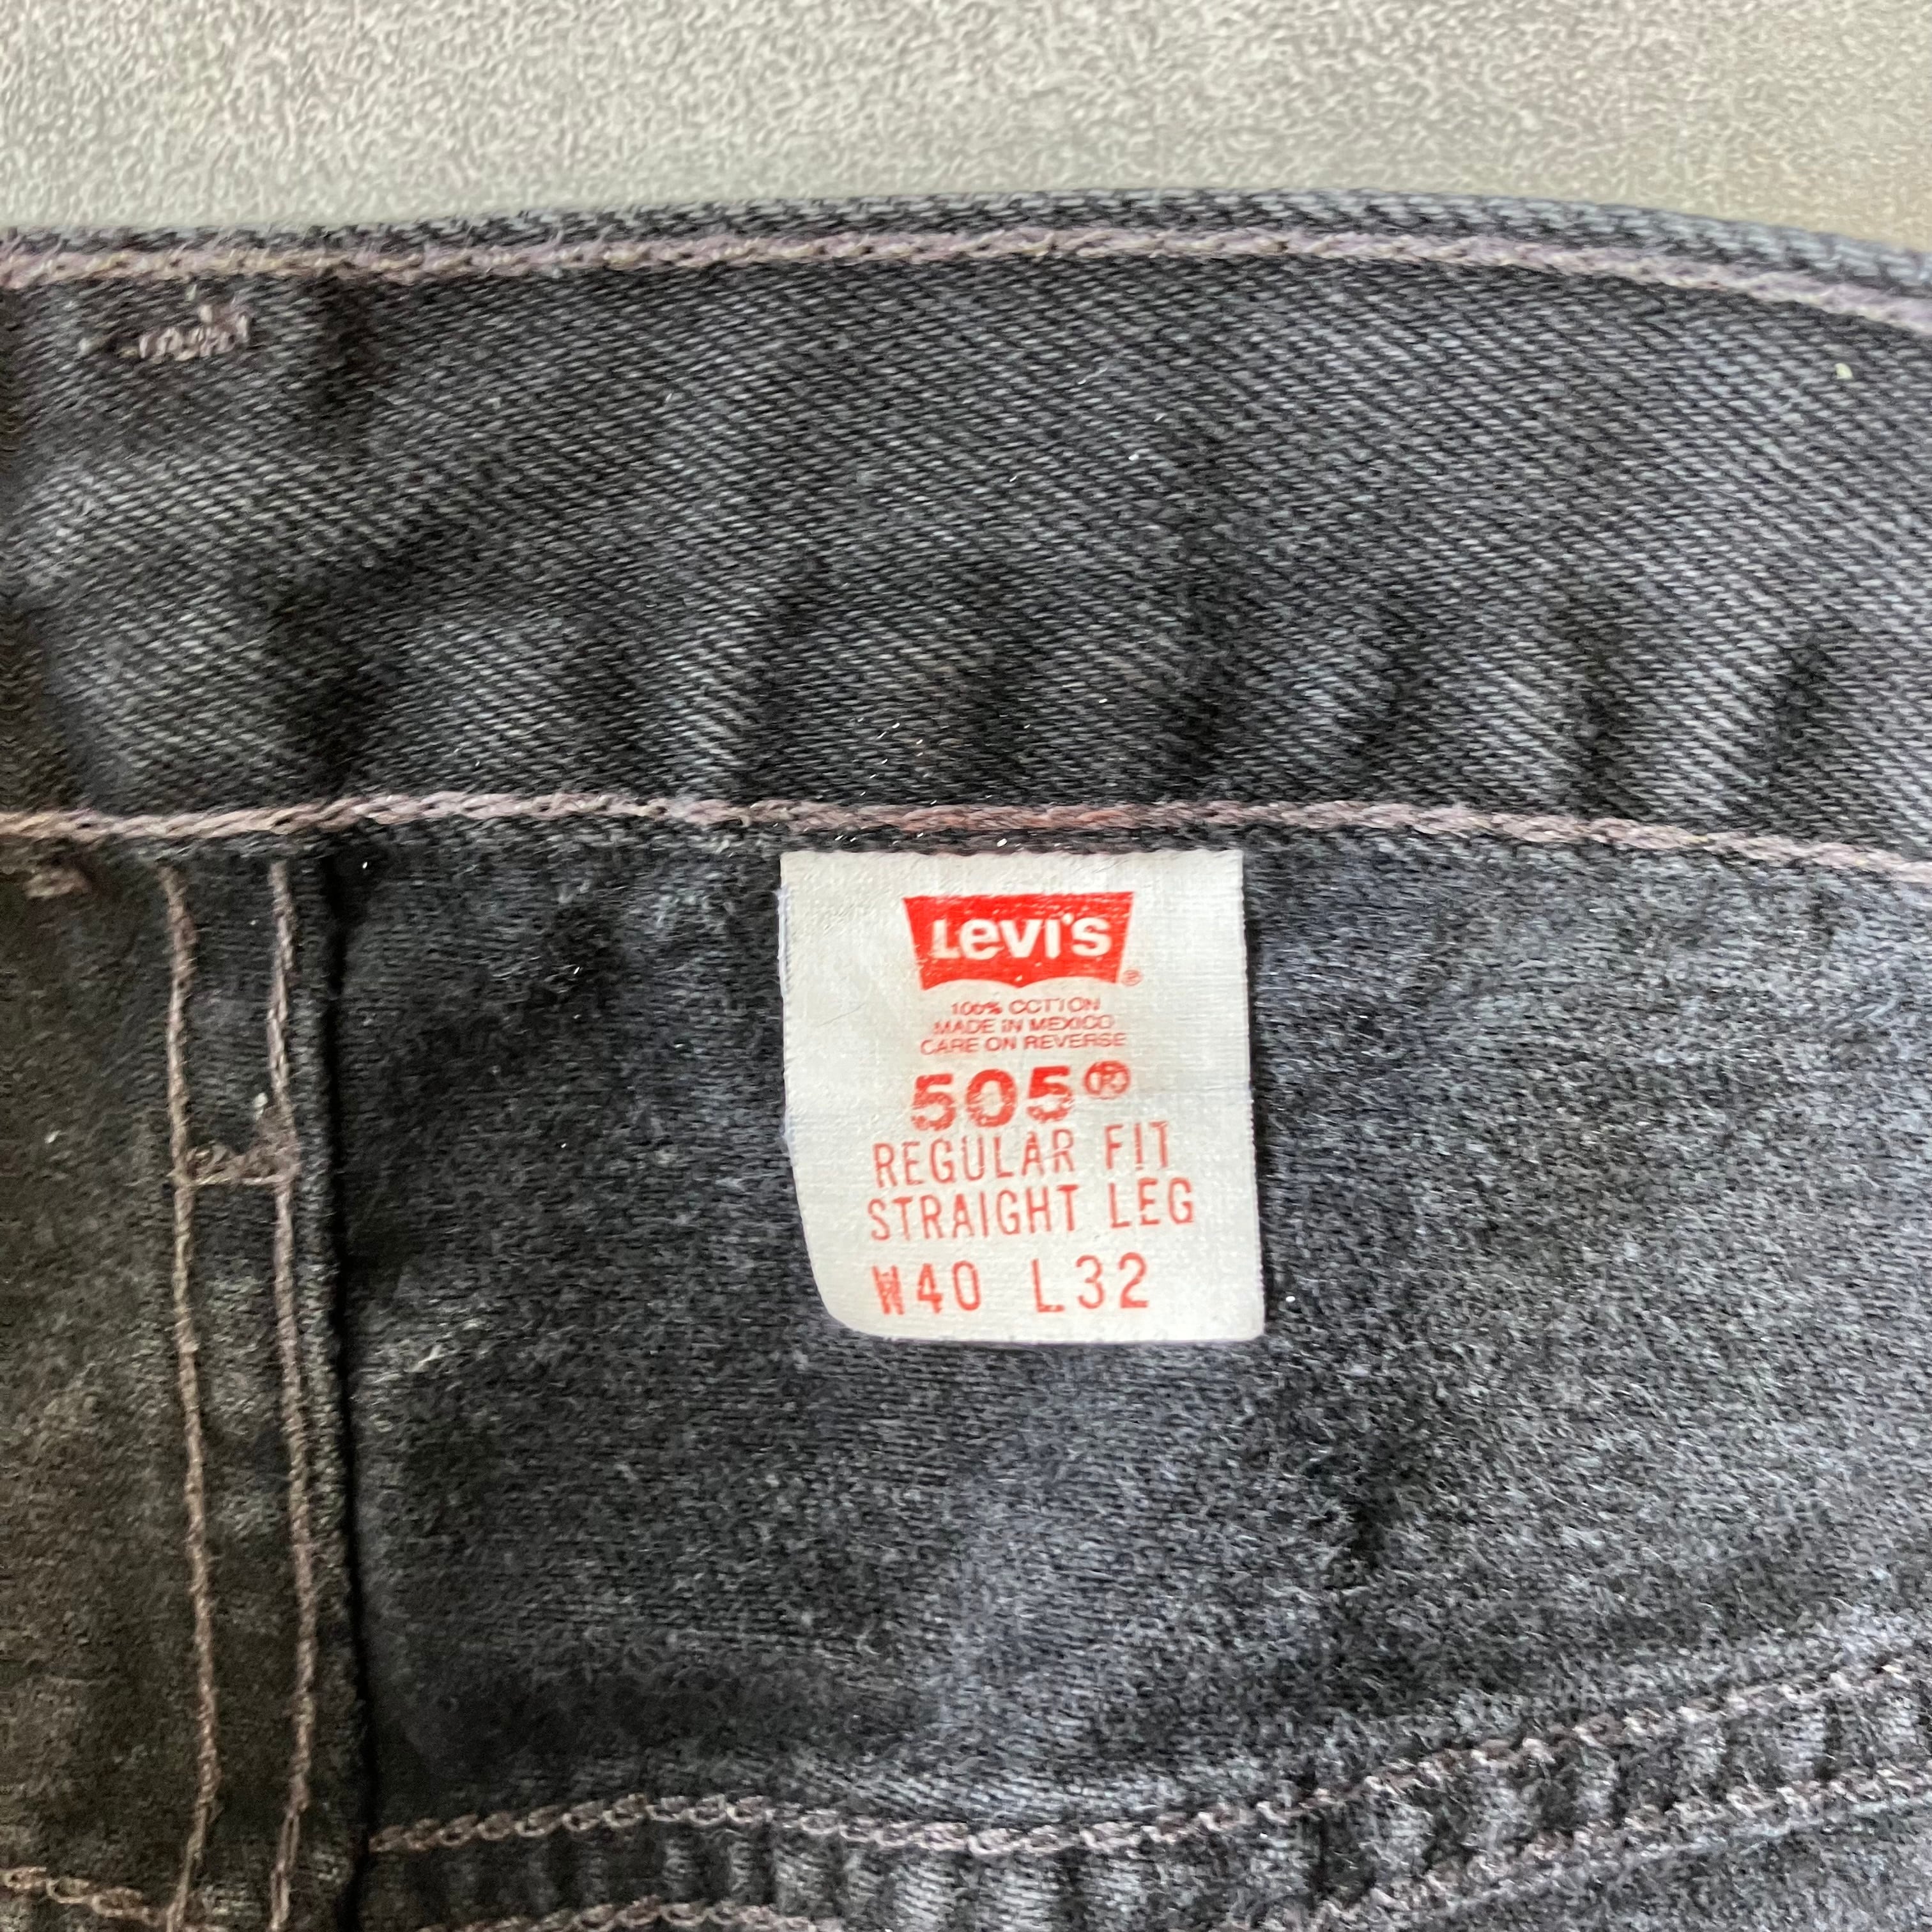 Levi's
®
100% COTTON
MADE IN MEXICO
CARE ON REVERSE
505®
REGULAR FIT
STRAIGHT LEG
W40 L32